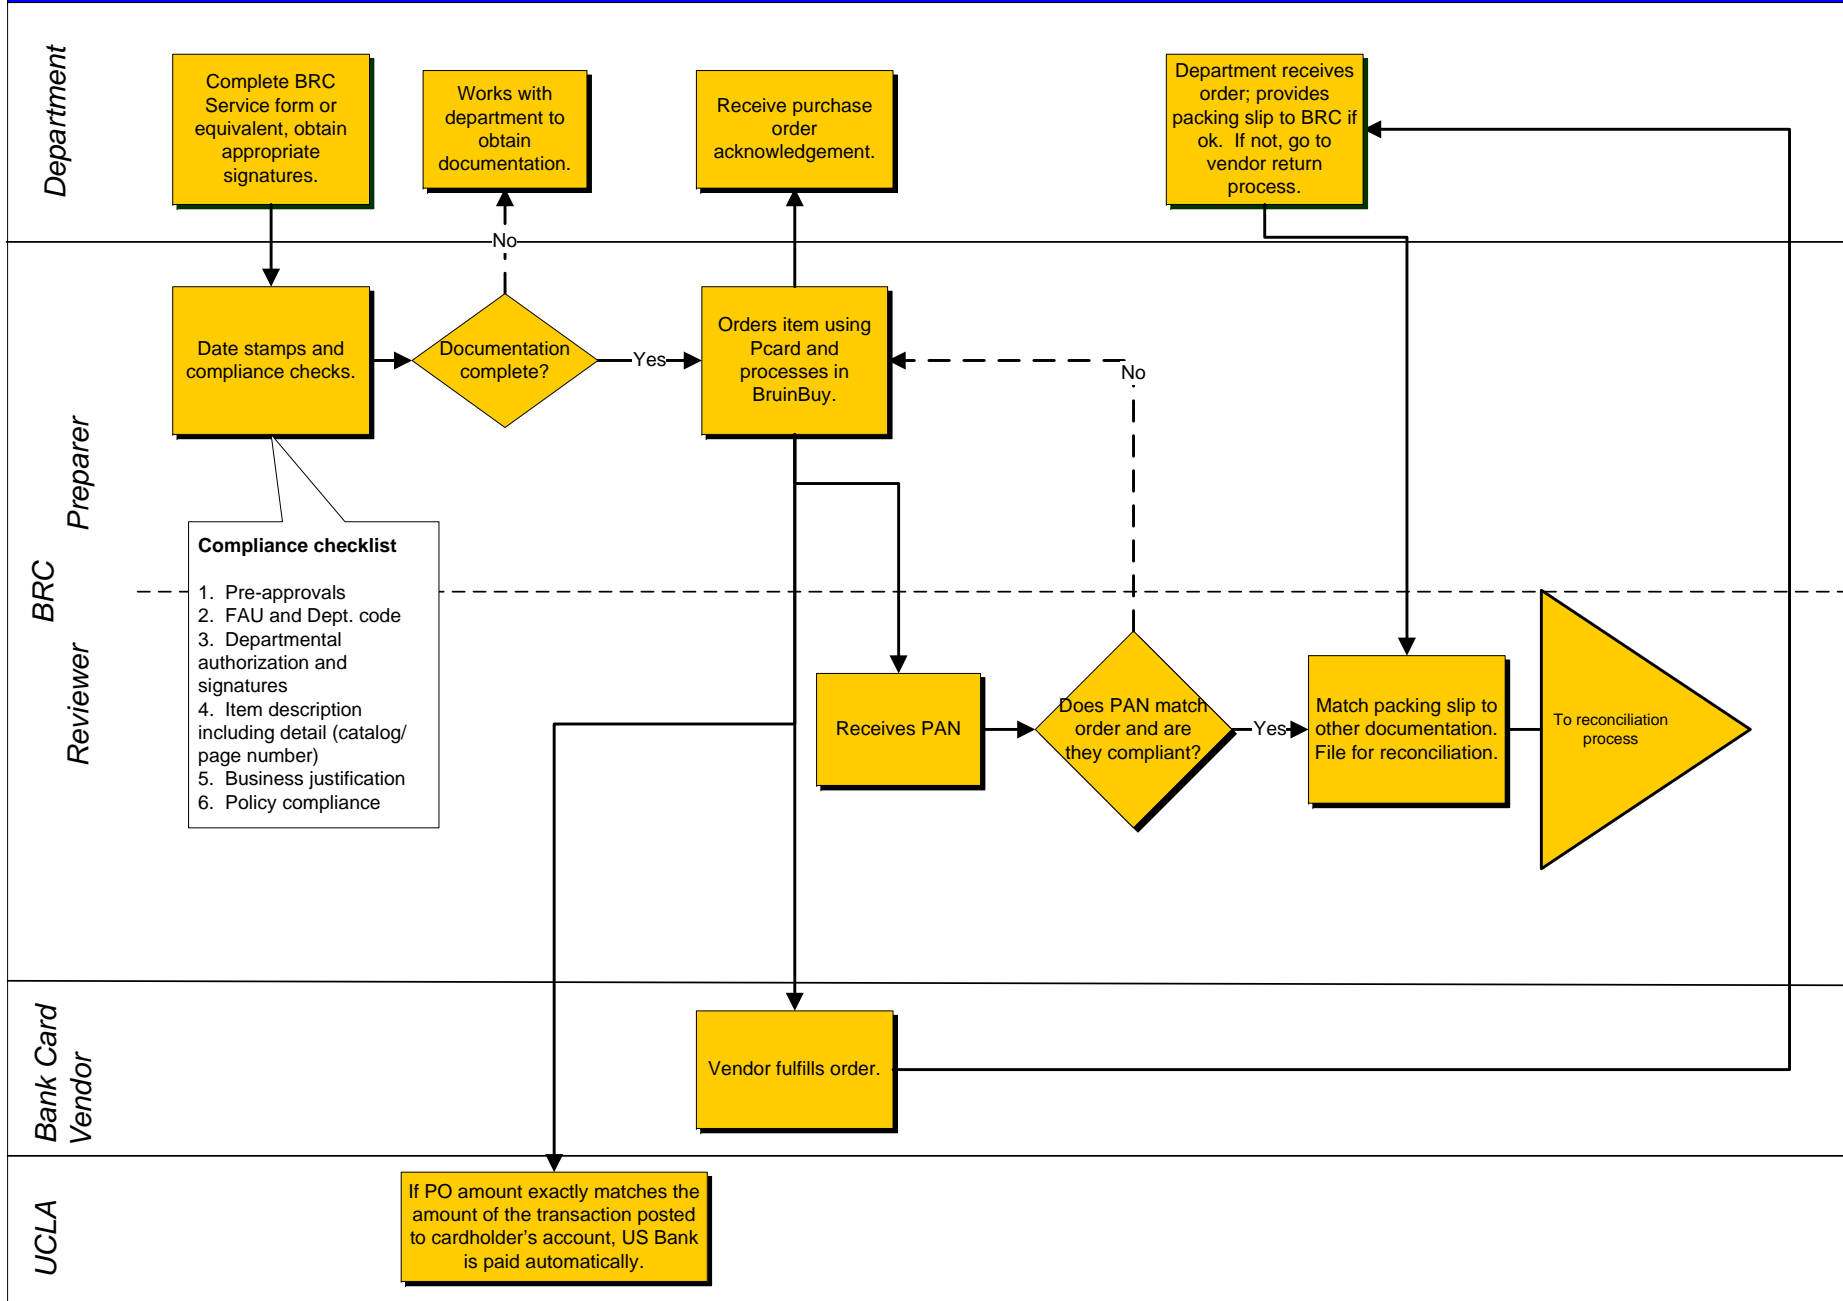 Department
Complete BRC
Service form or
equivalent, obtain
appropriate
signatures.
Works with
department to
obtain
documentation.
Receive purchase
order
acknowledgement.
Department receives
order; provides
packing slip to BRC if
ok. If not, go to
vendor return
process.
No
BRC
Preparer
Date stamps and
compliance checks.
Documentation
complete?
Yes
Orders item using
Pcard and
processes in
BruinBuy.
No
Compliance checklist
1. Pre-approvals
2. FAU and Dept. code
3. Departmental
authorization and
signatures
4. Item description
including detail (catalog/
page number)
5. Business justification
6. Policy compliance
Reviewer
Receives PAN
Does PAN match
order and are
they compliant?
Yes
Match packing slip to
other documentation.
File for reconciliation.
To reconciliation
process
Bank Card
Vendor
Vendor fulfills order.
UCLA
If PO amount exactly matches the
amount of the transaction posted
to cardholder's account, US Bank
is paid automatically.